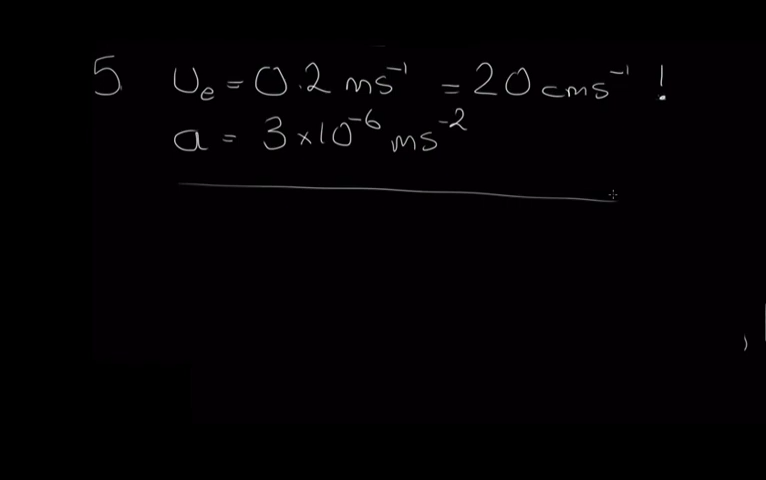 5. Ue = 0.2 ms⁻¹ = 20 cms⁻¹ !
a = 3×10⁻⁶ ms⁻²